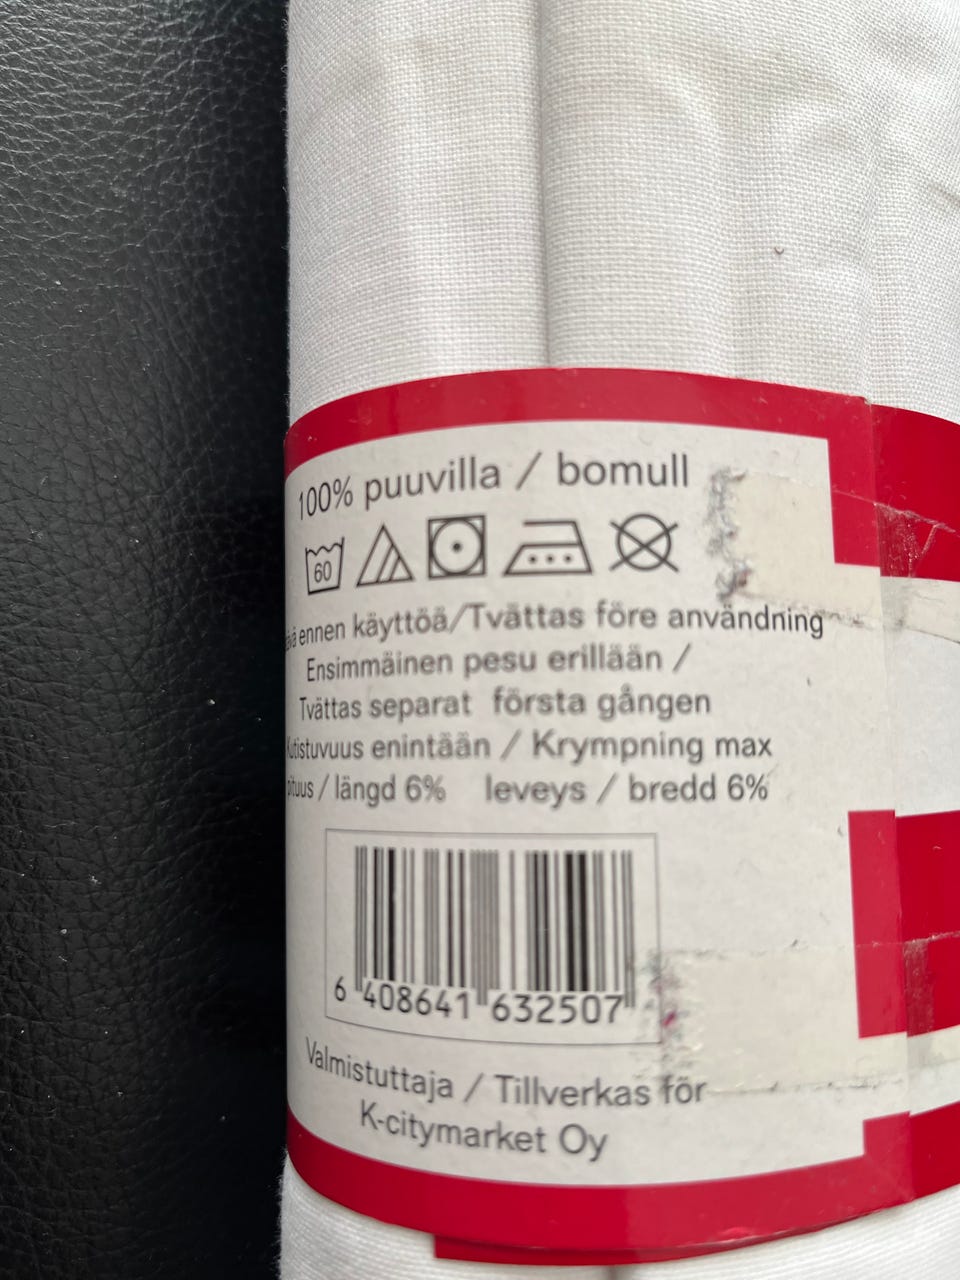 100% puuvilla / bomull
60
ennen käyttöä/Tvättas före användning
Ensimmäinen pesu erillään /
Tvättas separat första gången
enintään / Krympning max
/ längd 6% leveys / bredd 6%
6 408641 632507
Valmistuttaja / Tillverkas för
K-citymarket Oy